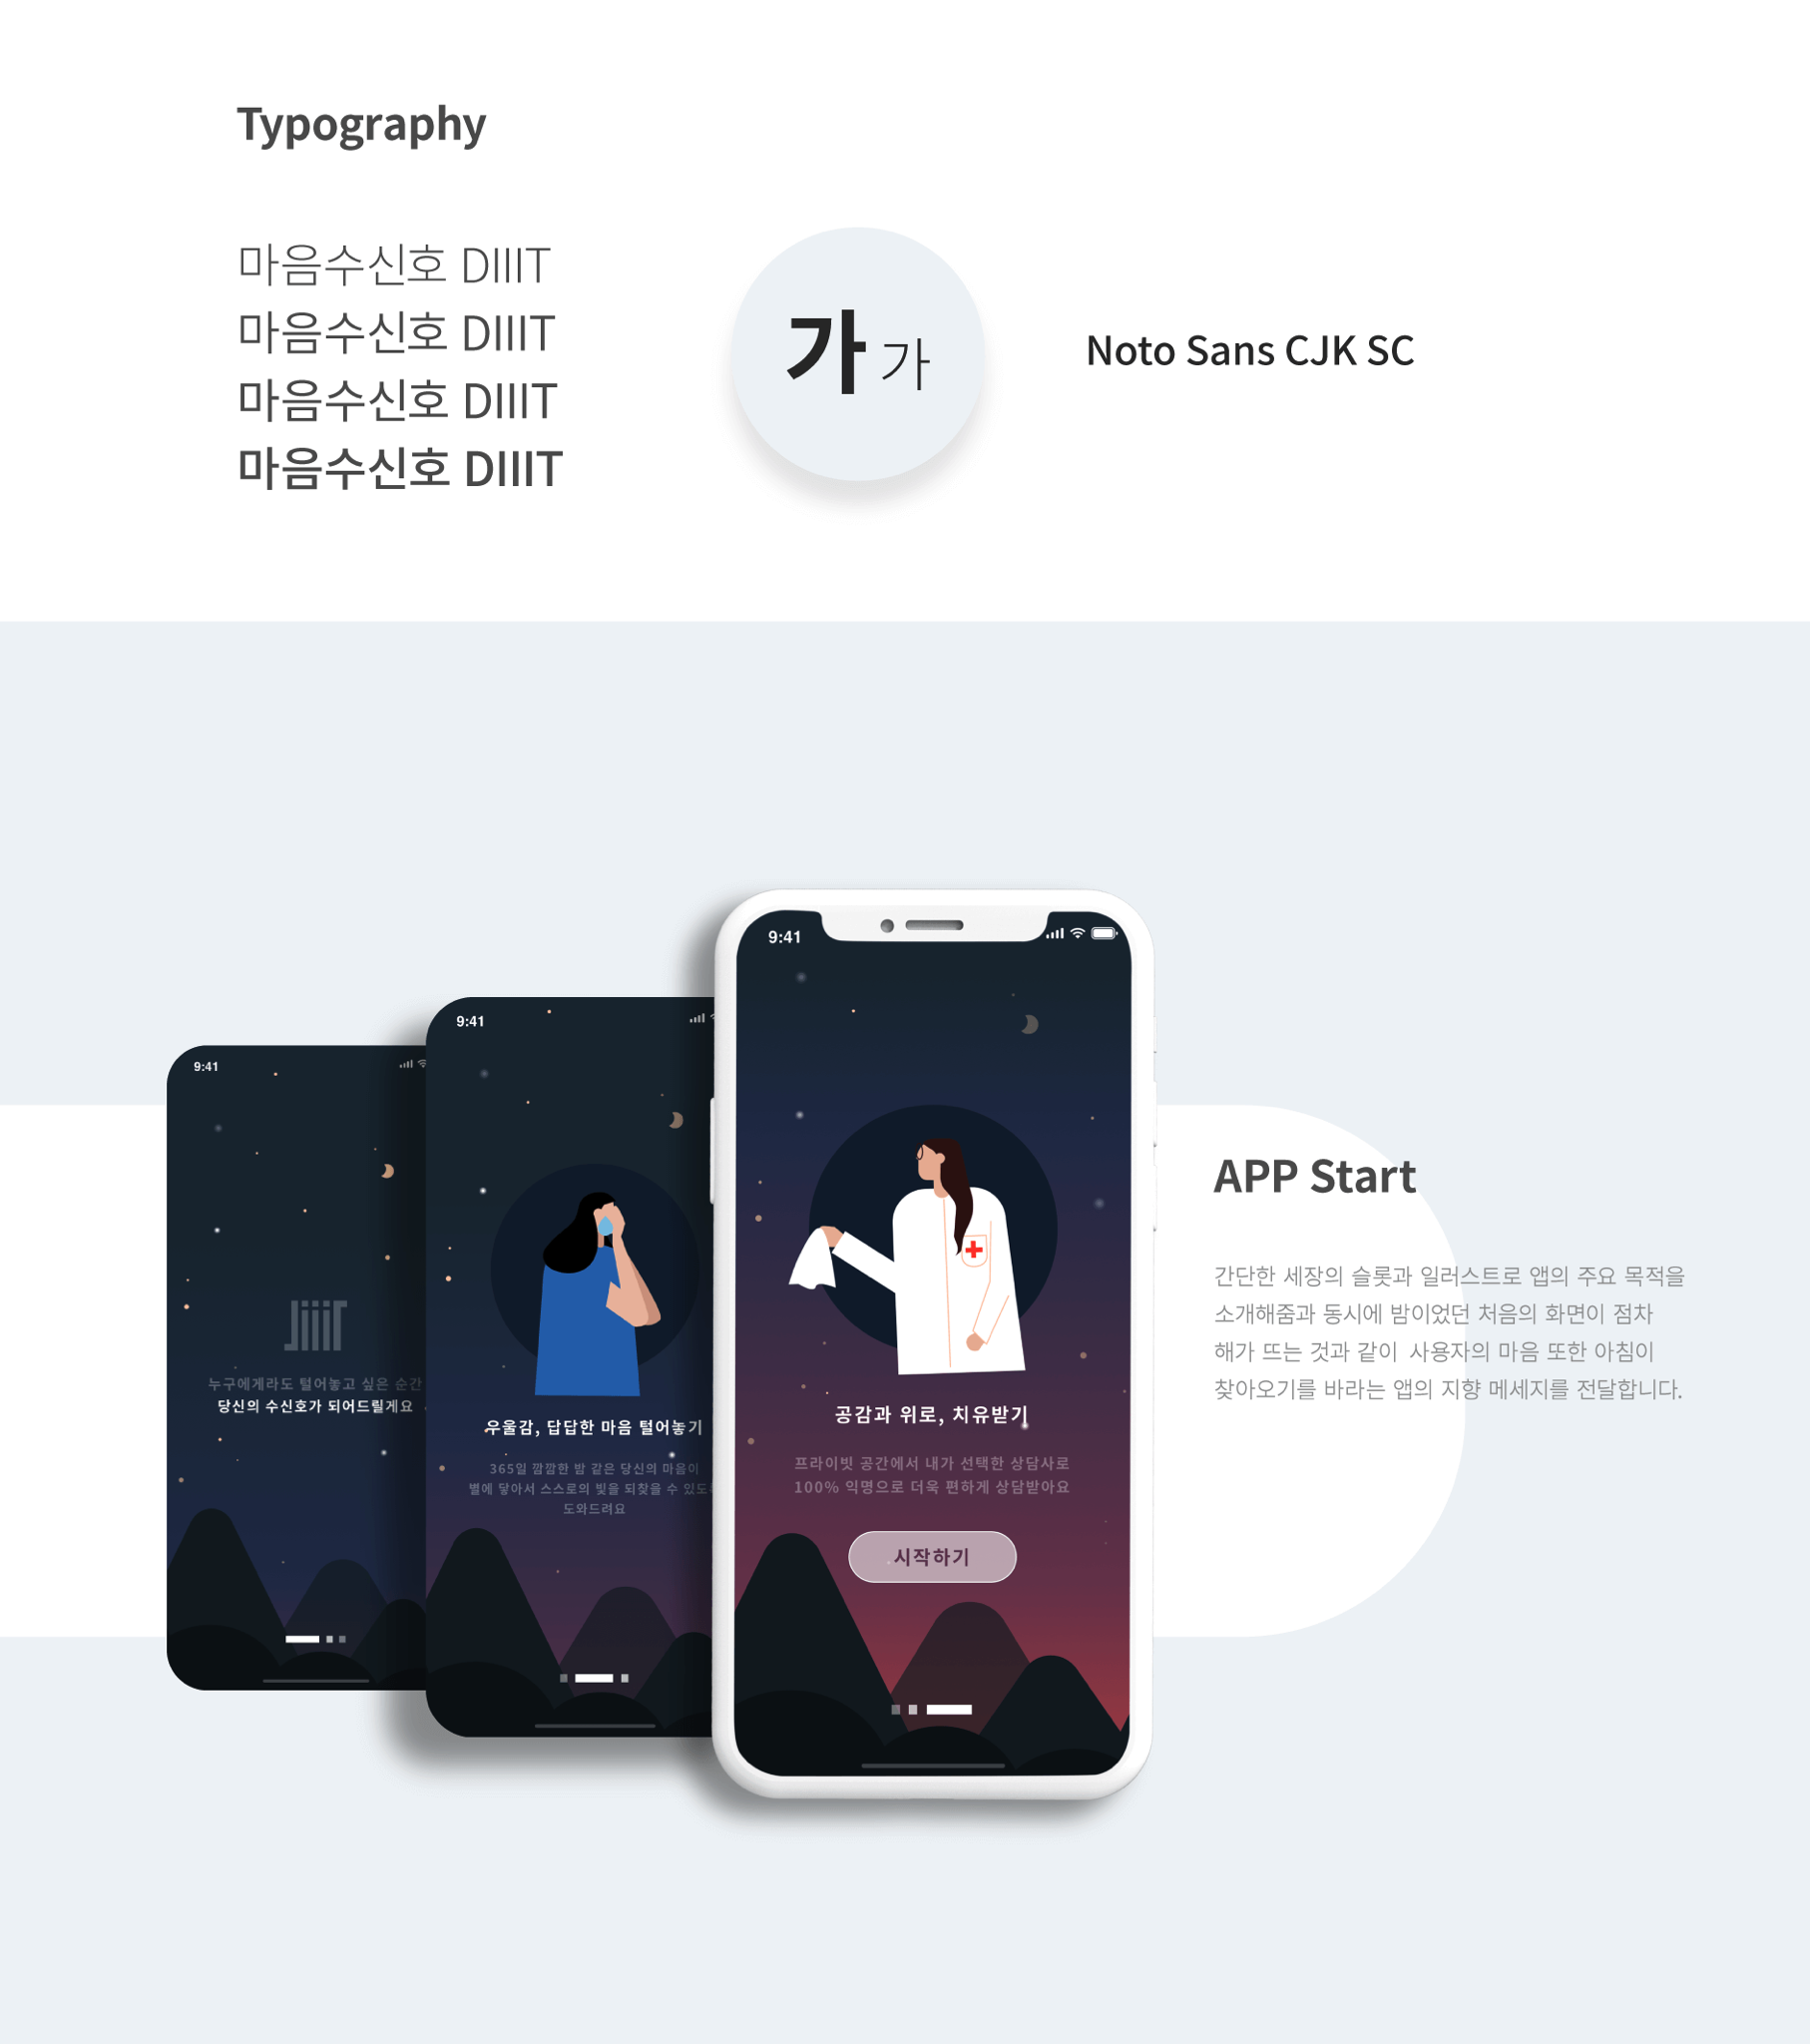 Typography
마음수신호 DIIIT
마음수신호 DIIIT
마음수신호 DIIIT
마음수신호 DIIIT
가 가
Noto Sans CJK SC
9:41
누구에게라도 털어놓고 싶은 순간
당신의 수신호가 되어드릴게요
9:41
우울감, 답답한 마음 털어놓기
365일 깜깜한 밤 같은 당신의 마음이
별에 닿아서 스스로의 빛을 되찾을 수
도와드려요
9:41
공감과 위로, 치유받기
프라이빗 공간에서 내가 선택한 상담사로
100% 익명으로 더욱 편하게 상담받아요
시작하기
APP Start
간단한 세장의 슬롯과 일러스트로 앱의 주요 목적을
소개해줌과 동시에 밤이었던 처음의 화면이 점차
해가 뜨는 것과 같이 사용자의 마음 또한 아침이
찾아오기를 바라는 앱의 지향 메세지를 전달합니다.